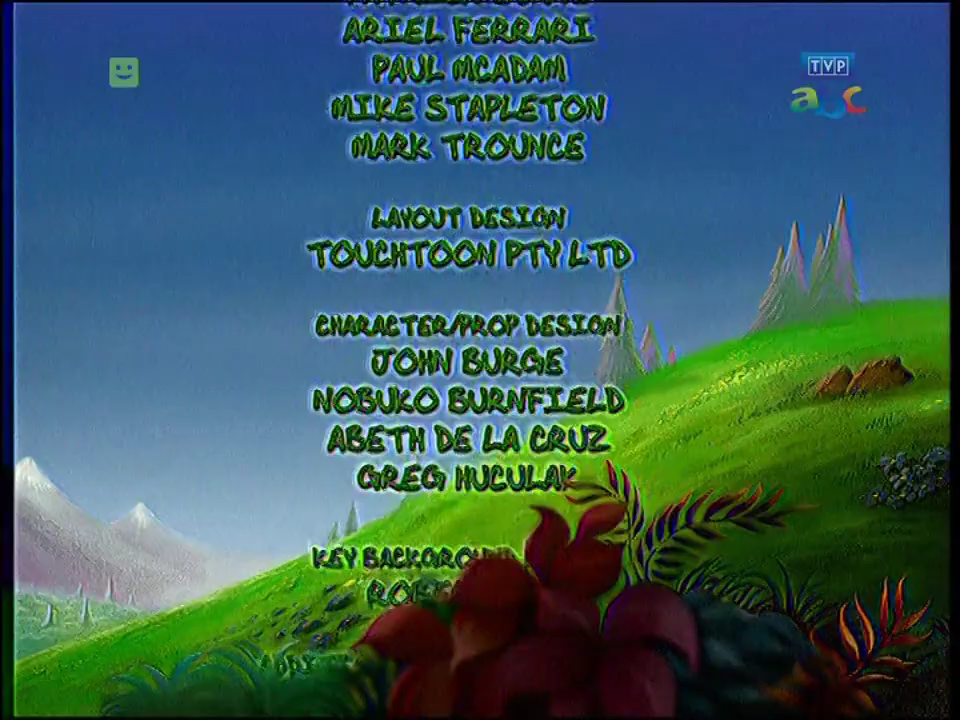 ARIEL FERRARI
PAUL MCADAM
MIKE STAPLETON
MARK TROUNCE
LAYOUT DESIGN
TOUCHTOON PTY LTD
CHARACTER/PROP DESIGN
JOHN BURGE
NOBUKO BURNFIELD
ABETH DE LA CRUZ
GREG HUCULAK
KEY
TVP
abc